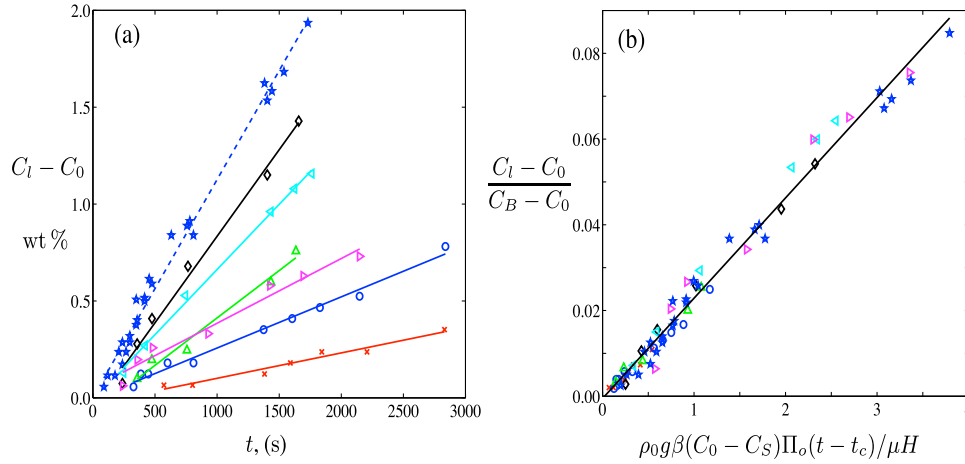 (a)
2.0
1.5
1.0
0.5
0.0
C_l − C_0
wt %
0 500 1000 1500 2000 2500 3000
t, (s)
(b)
0.08
0.06
0.04
0.02
0.00
C_l − C_0
C_B − C_0
0 1 2 3 4
ρ_0gβ(C_0 − C_S)Π_o(t − t_c)/μH